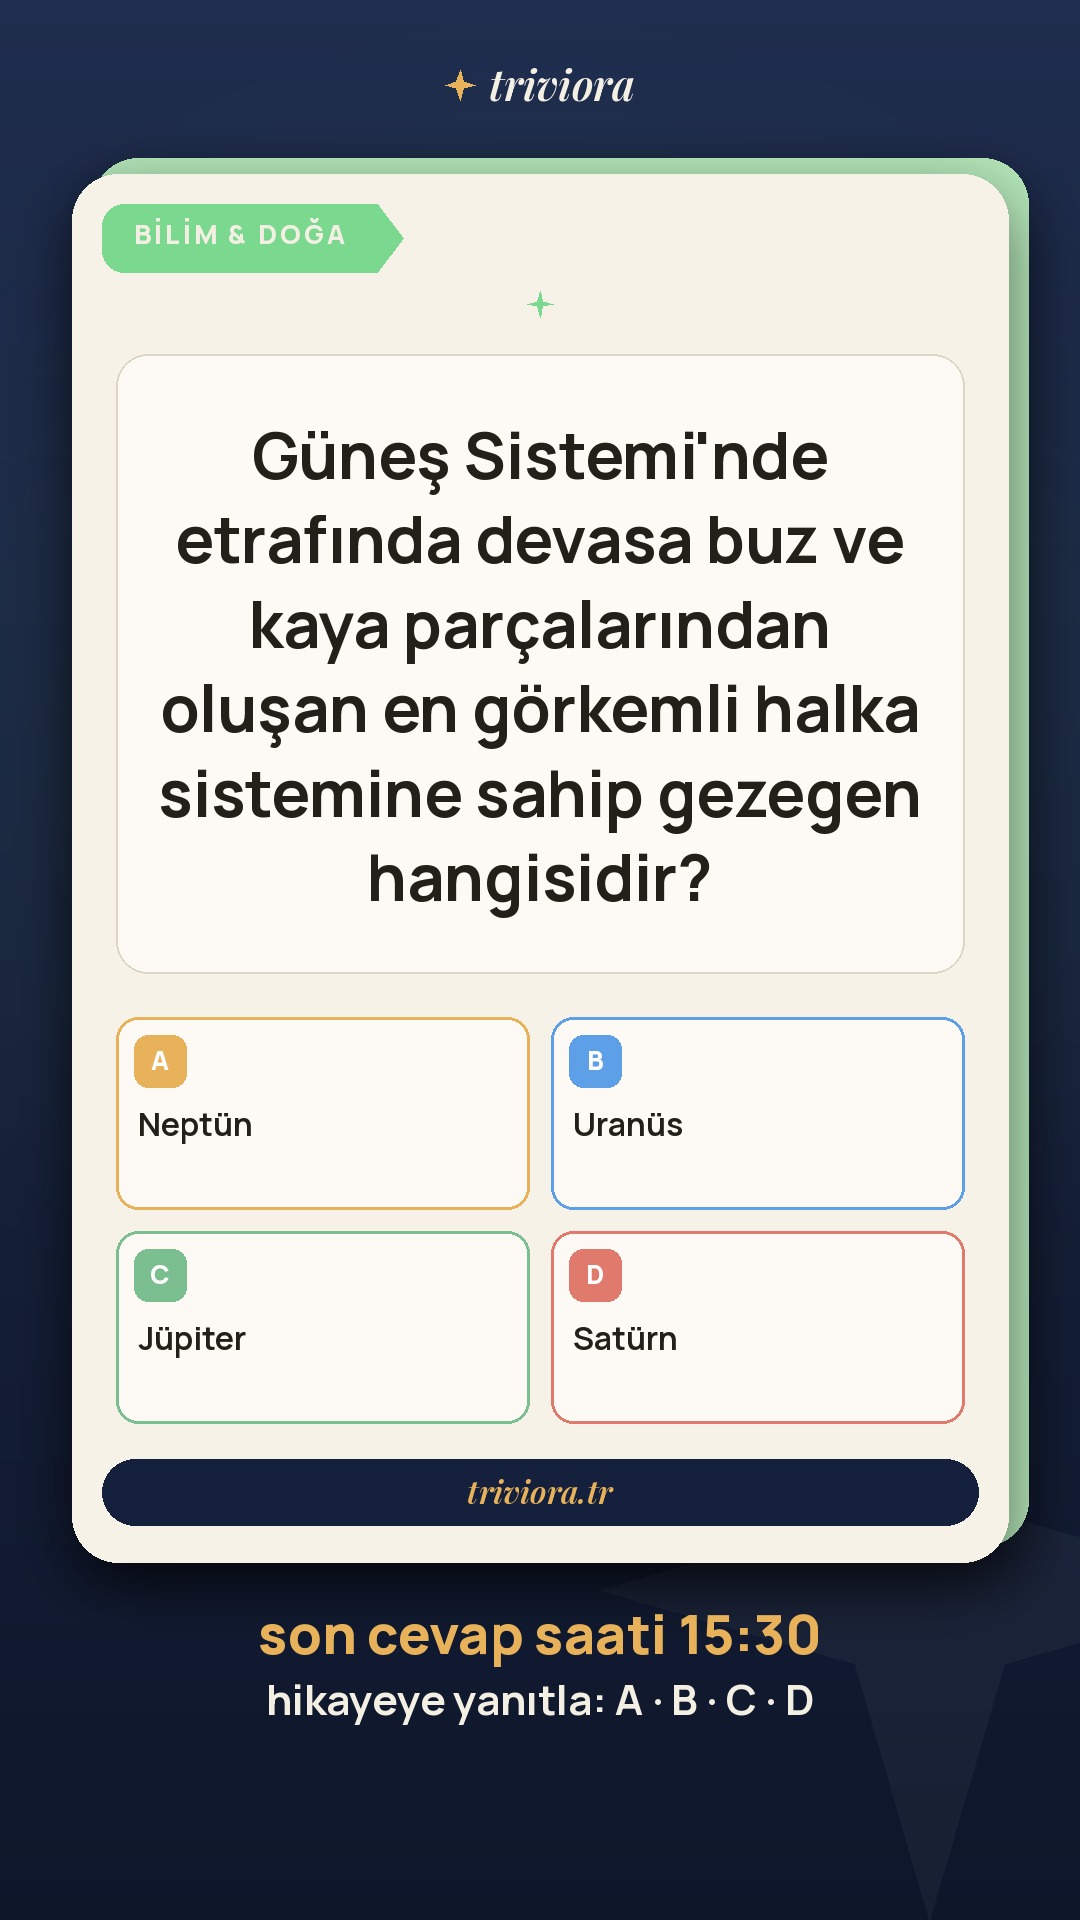 triviora
BİLİM & DOĞA
Güneş Sistemi'nde
etrafında devasa buz ve
kaya parçalarından
oluşan en görkemli halka
sistemine sahip gezegen
hangisidir?
A
Neptün
B
Uranüs
C
Jüpiter
D
Satürn
triviora.tr
son cevap saati 15:30
hikayeye yanıtla: A · B · C · D